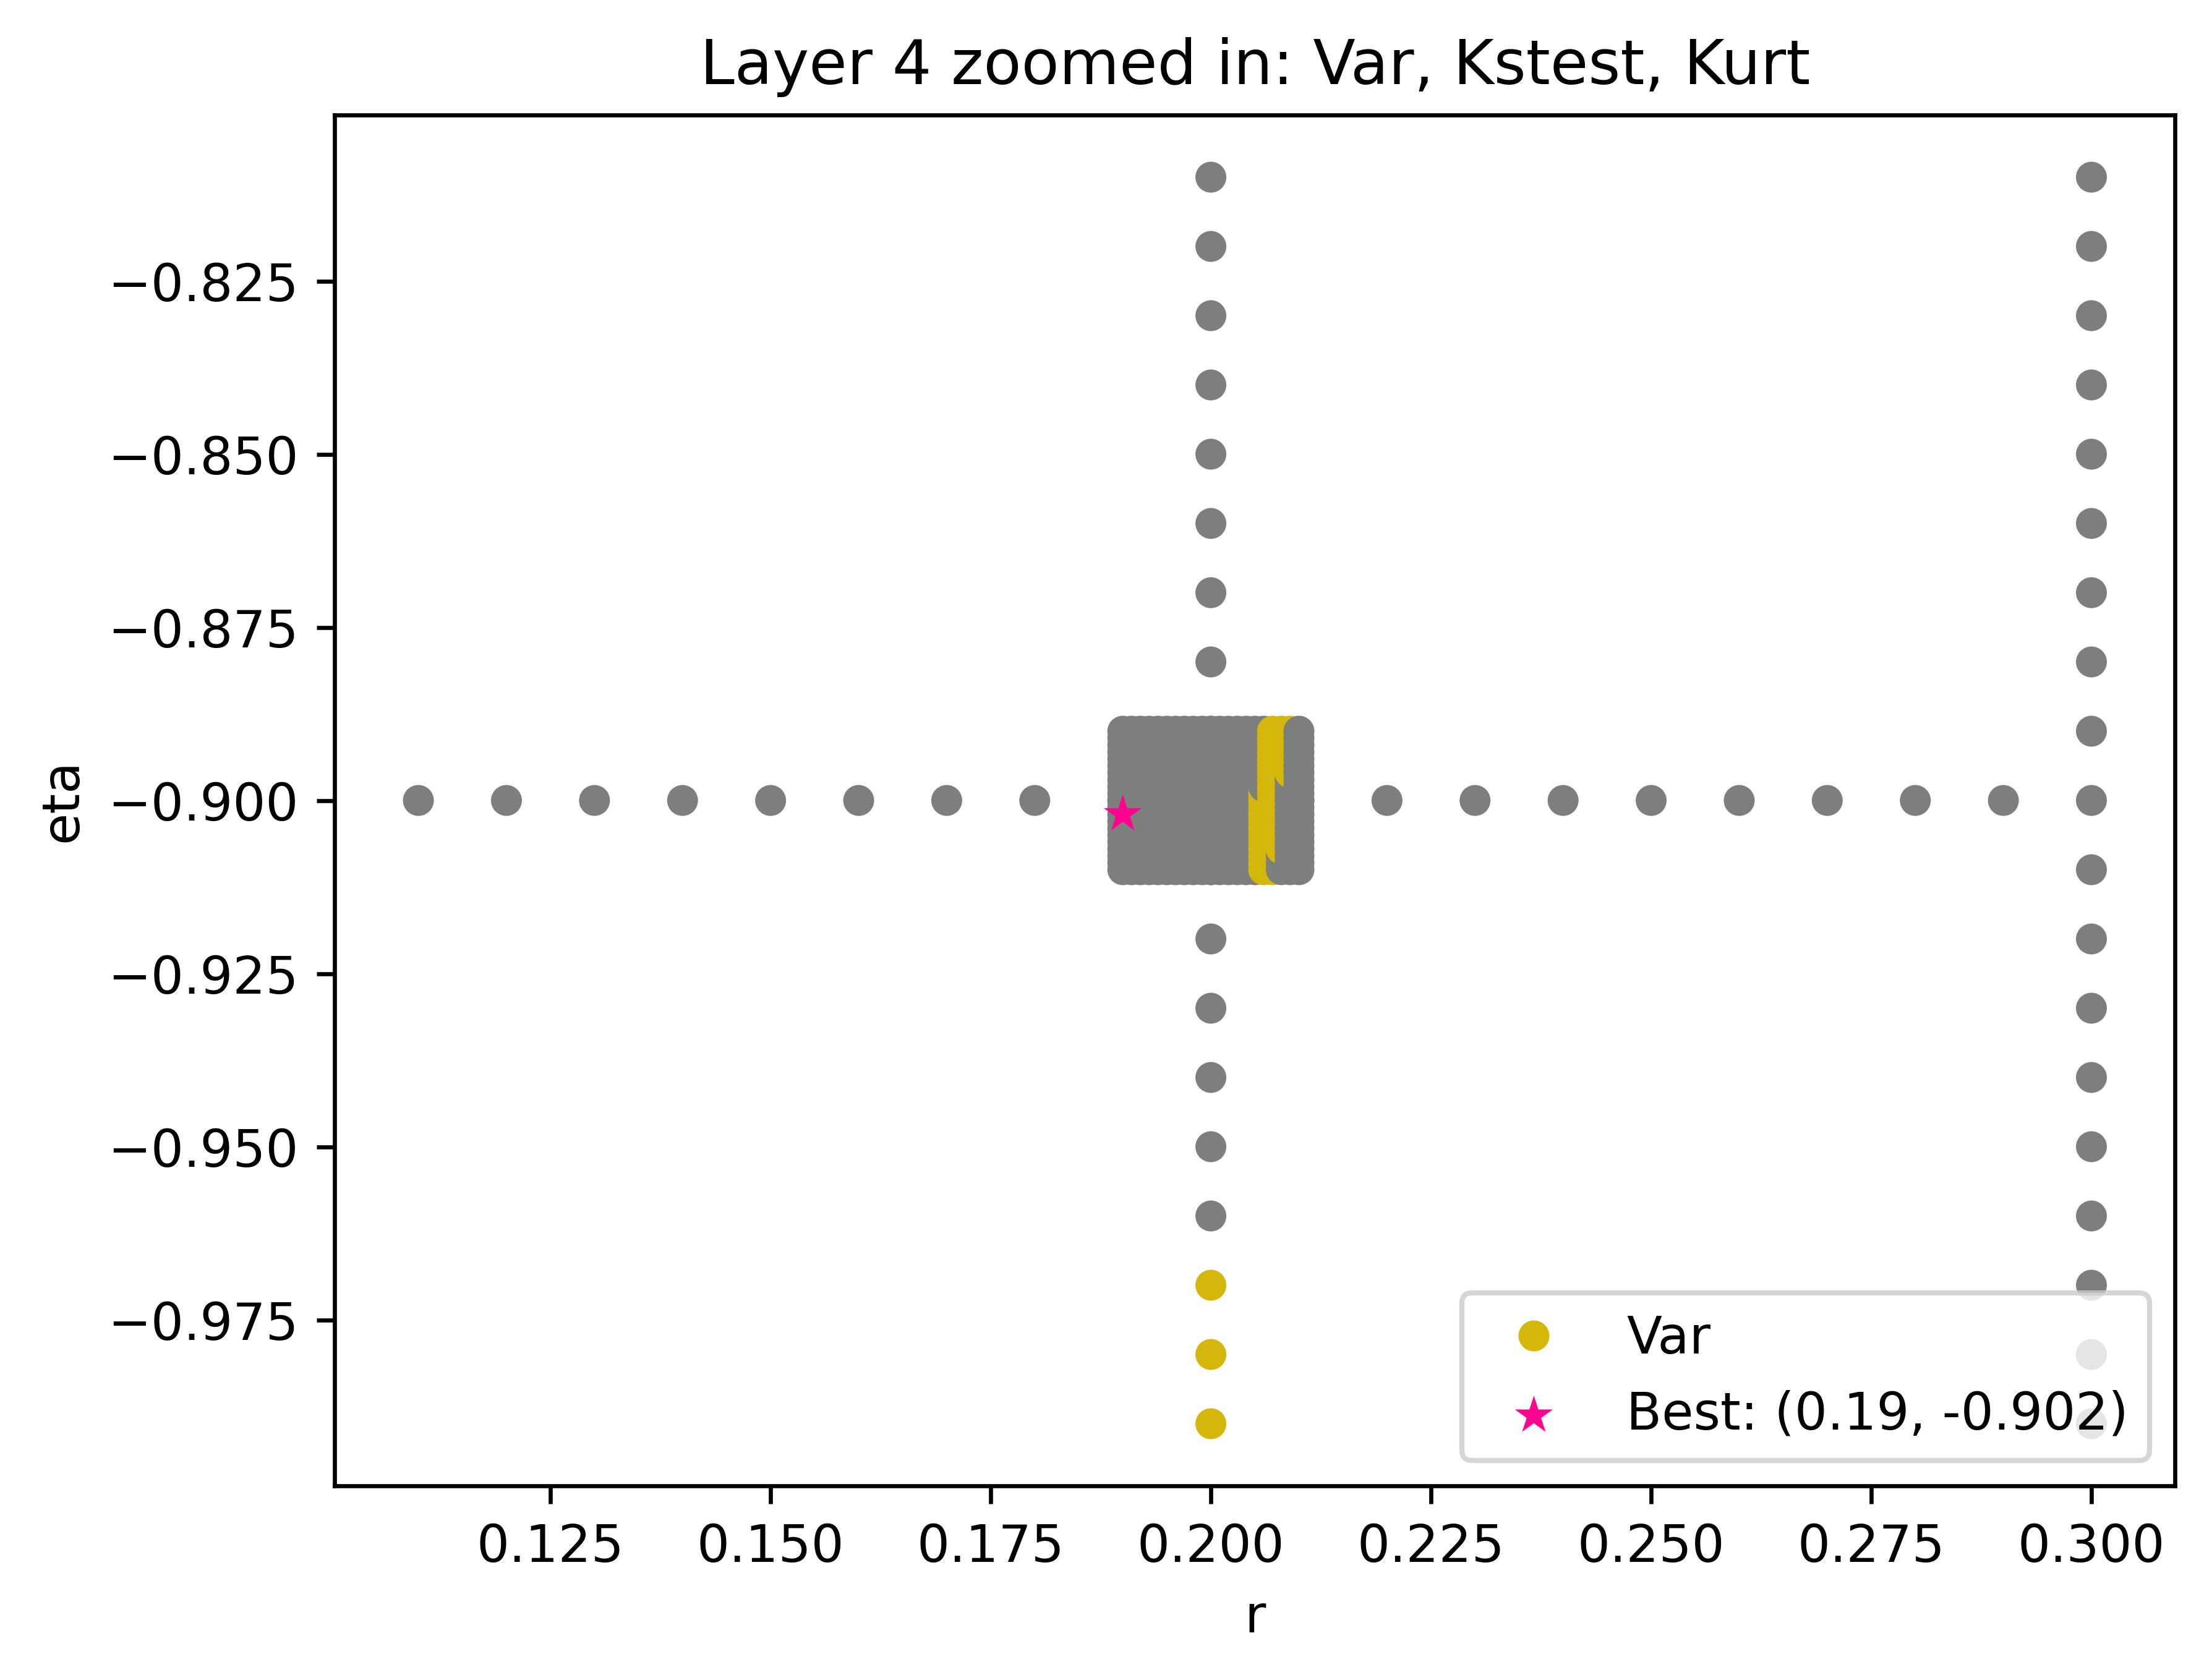 Layer 4 zoomed in: Var, Kstest, Kurt
−0.825
−0.850
−0.875
−0.900
−0.925
−0.950
−0.975
eta
Var
Best: (0.19, -0.902)
0.125 0.150 0.175 0.200 0.225 0.250 0.275 0.300
r